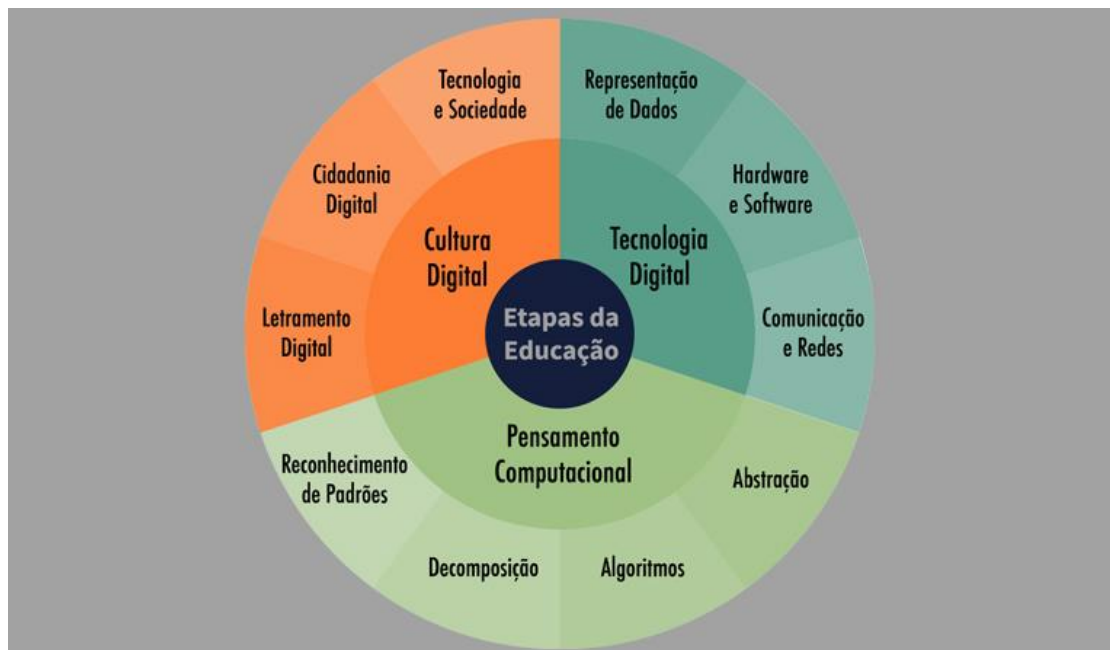 Tecnologia
e Sociedade
Representação
de Dados
Cidadania
Digital
Hardware
e Software
Cultura
Digital
Tecnologia
Digital
Letramento
Digital
Etapas da
Educação
Comunicação
e Redes
Pensamento
Computacional
Reconhecimento
de Padrões
Abstração
Decomposição
Algoritmos